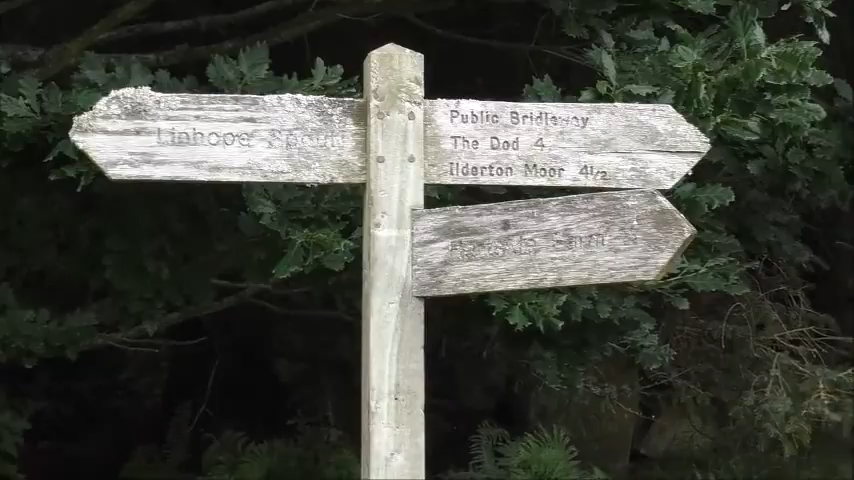 Linhope Spout
Public Bridleway
The Dod 4
Ilderton Moor 4½